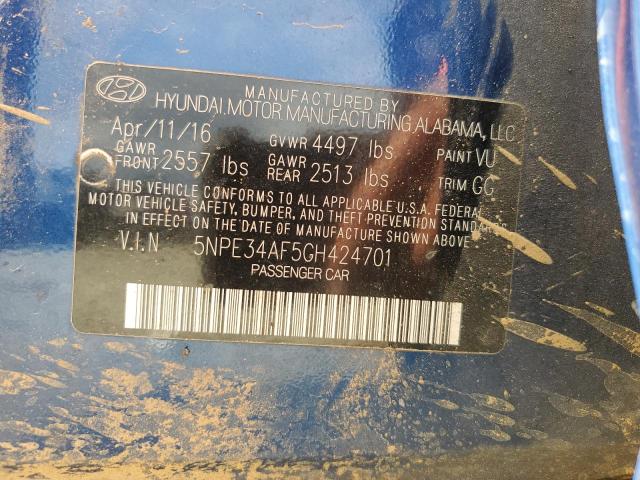 MANUFACTURED BY
HYUNDAI MOTOR MANUFACTURING ALABAMA, LLC
Apr/11/16 GVWR 4497 lbs PAINT VU
GAWR FRONT 2557 lbs GAWR REAR 2513 lbs TRIM GG
THIS VEHICLE CONFORMS TO ALL APPLICABLE U.S.A. FEDERAL
MOTOR VEHICLE SAFETY, BUMPER, AND THEFT PREVENTION STANDARDS
IN EFFECT ON THE DATE OF MANUFACTURE SHOWN ABOVE.
V.I.N 5NPE34AF5GH424701
PASSENGER CAR